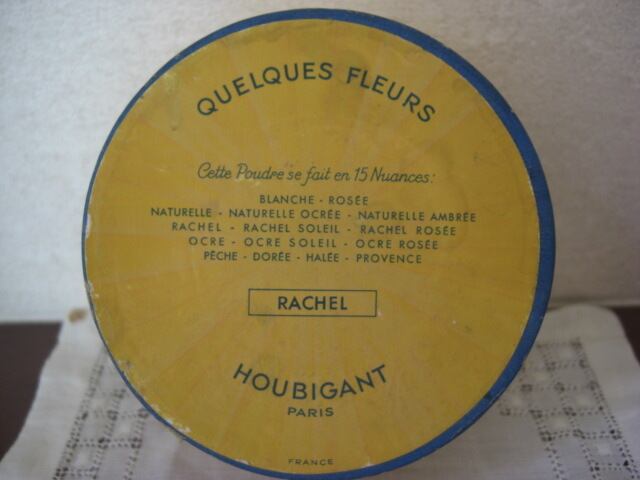 QUELQUES FLEURS
Cette Poudre se fait en 15 Nuances:
BLANCHE - ROSÉE
NATURELLE - NATURELLE OCRÉE - NATURELLE AMBRÉE
RACHEL - RACHEL SOLEIL - RACHEL ROSÉE
OCRE - OCRE SOLEIL - OCRE ROSÉE
PÊCHE - DORÉE - HALÉE - PROVENCE
RACHEL
HOUBIGANT
PARIS
FRANCE